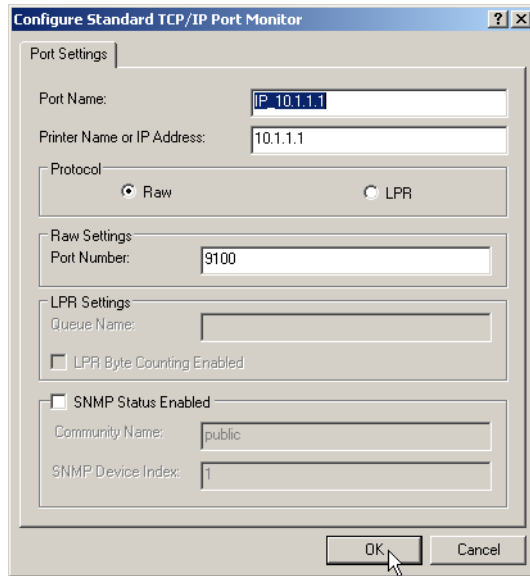 Configure Standard TCP/IP Port Monitor
Port Settings
Port Name: IP_10.1.1.1
Printer Name or IP Address: 10.1.1.1
Protocol
Raw LPR
Raw Settings
Port Number: 9100
LPR Settings
Queue Name:
LPR Byte Counting Enabled
SNMP Status Enabled
Community Name: public
SNMP Device Index: 1
OK Cancel